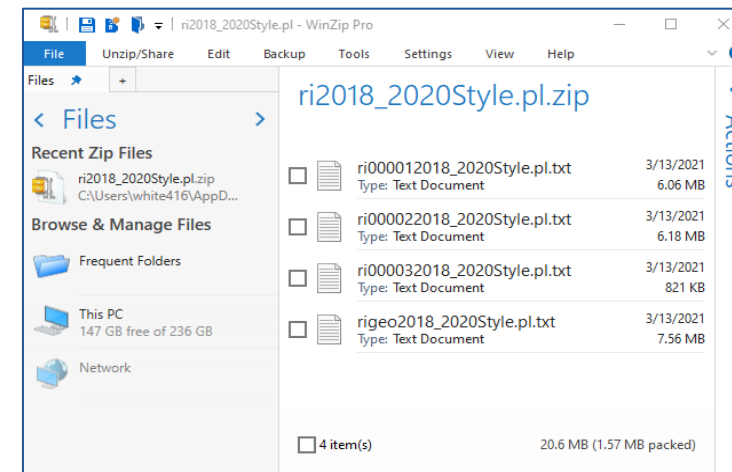 ri2018_2020Style.pl - WinZip Pro
File Unzip/Share Edit Backup Tools Settings View Help
Files +
Files
Recent Zip Files
ri2018_2020Style.pl.zip
C:\Users\white416\AppD...
Browse & Manage Files
Frequent Folders
This PC
147 GB free of 236 GB
Network
ri2018_2020Style.pl.zip
ri000012018_2020Style.pl.txt 3/13/2021
Type: Text Document 6.06 MB
ri000022018_2020Style.pl.txt 3/13/2021
Type: Text Document 6.18 MB
ri000032018_2020Style.pl.txt 3/13/2021
Type: Text Document 821 KB
rigeo2018_2020Style.pl.txt 3/13/2021
Type: Text Document 7.56 MB
4 item(s) 20.6 MB (1.57 MB packed)
Actions